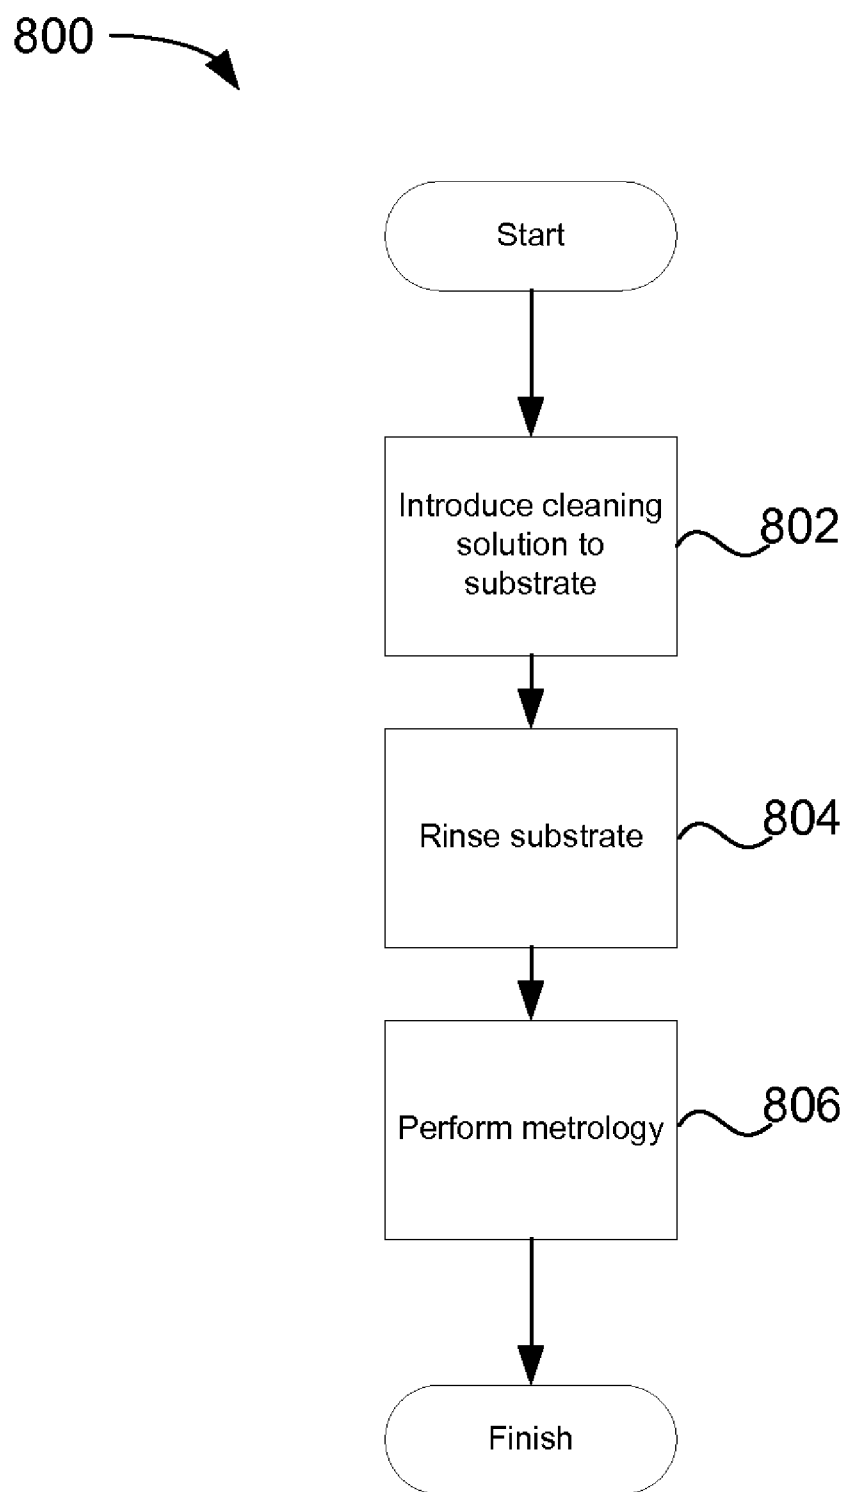 800
Start
Introduce cleaning
solution to
substrate
802
Rinse substrate
804
Perform metrology
806
Finish